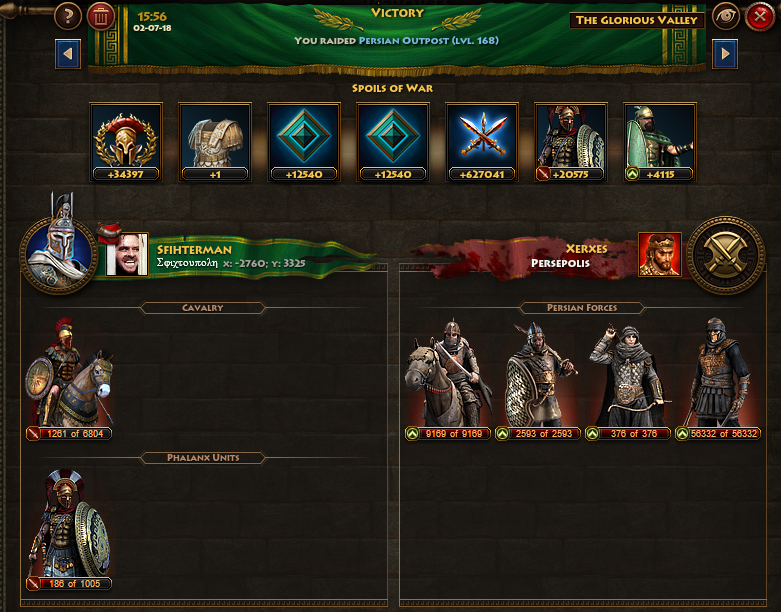 ?
15:56
02-07-18
VICTORY
YOU RAIDED PERSIAN OUTPOST (LVL. 168)
THE GLORIOUS VALLEY
SPOILS OF WAR
+34397
+1
+12540
+12540
+627041
+20575
+4115
SFIHTERMAN
Σφιχτουπολη X: -2760; Y: 3325
XERXES
PERSEPOLIS
CAVALRY
1261 of 6804
PHALANX UNITS
186 of 1005
PERSIAN FORCES
9169 of 9169
2593 of 2593
376 of 376
56332 of 56332